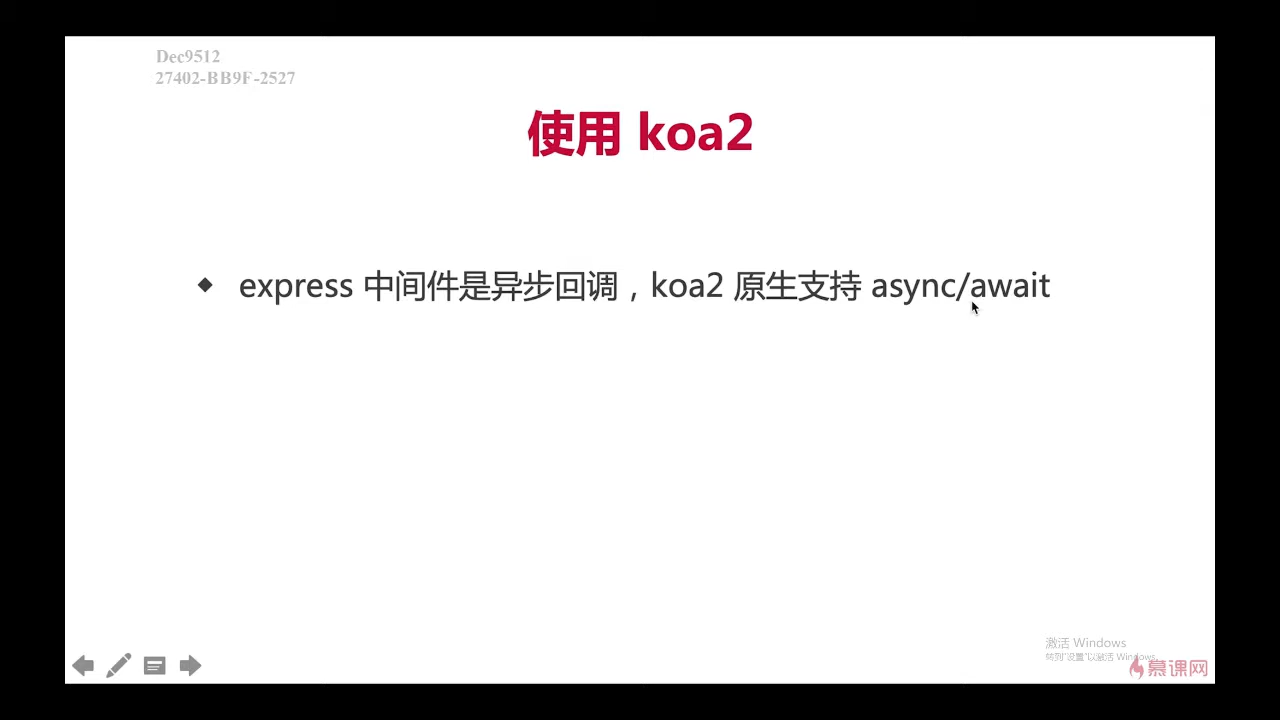 Dec9512
27402-BB9F-2527
使用 koa2
express 中间件是异步回调，koa2 原生支持 async/await
激活 Windows
转到"设置"以激活 Windows。
慕课网